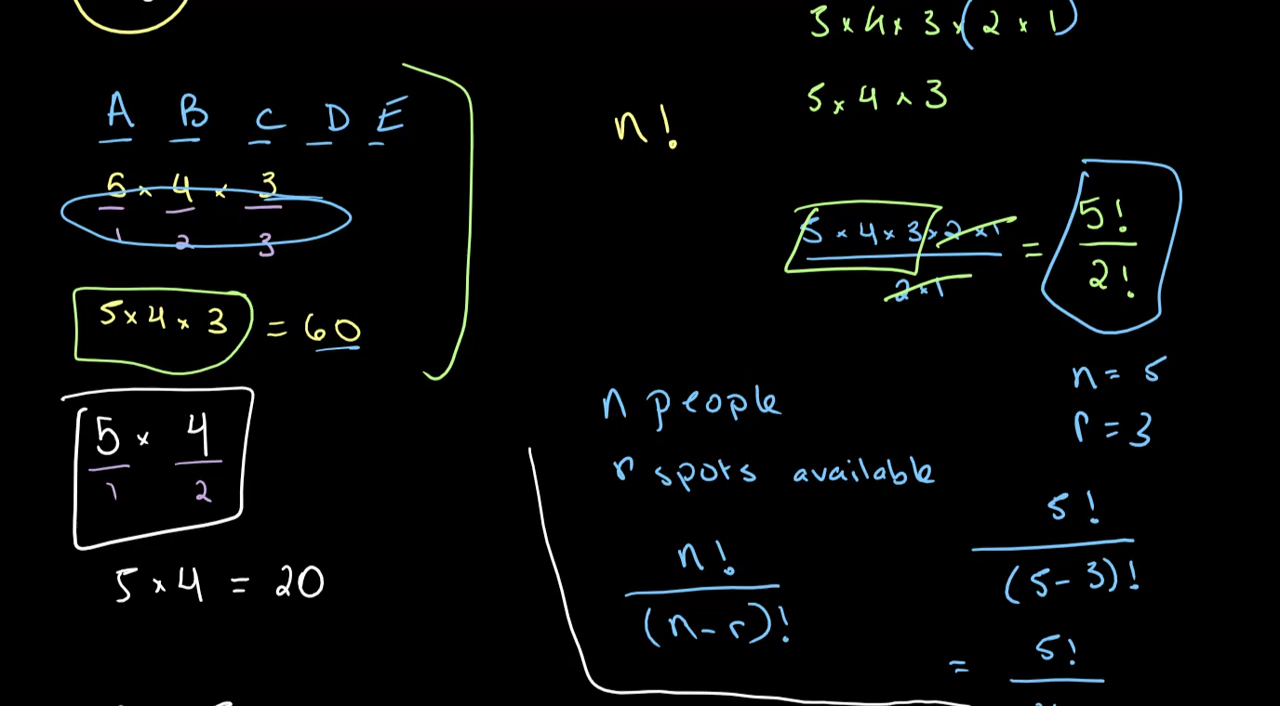 A B C D E
5 × 4 × 3
1 2 3
5 × 4 × 3 = 60
5 × 4
1 2
5 × 4 = 20
3 × 4 × 3 × (2 × 1)
5 × 4 × 3
n!
5 × 4 × 3 × 2 × 1 = 5!
2 × 1 2!
n = 5
r = 3
n people
r spots available
n!
(n - r)!
5!
(5 - 3)!
= 5!